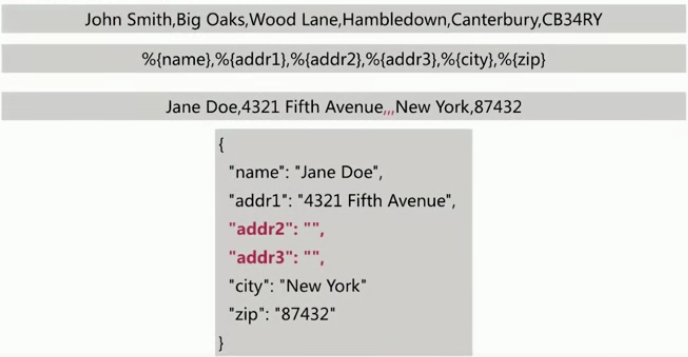 John Smith,Big Oaks,Wood Lane,Hambledown,Canterbury,CB34RY
%{name},%{addr1},%{addr2},%{addr3},%{city},%{zip}
Jane Doe,4321 Fifth Avenue,,,New York,87432
{
"name": "Jane Doe",
"addr1": "4321 Fifth Avenue",
"addr2": "",
"addr3": "",
"city": "New York"
"zip": "87432"
}